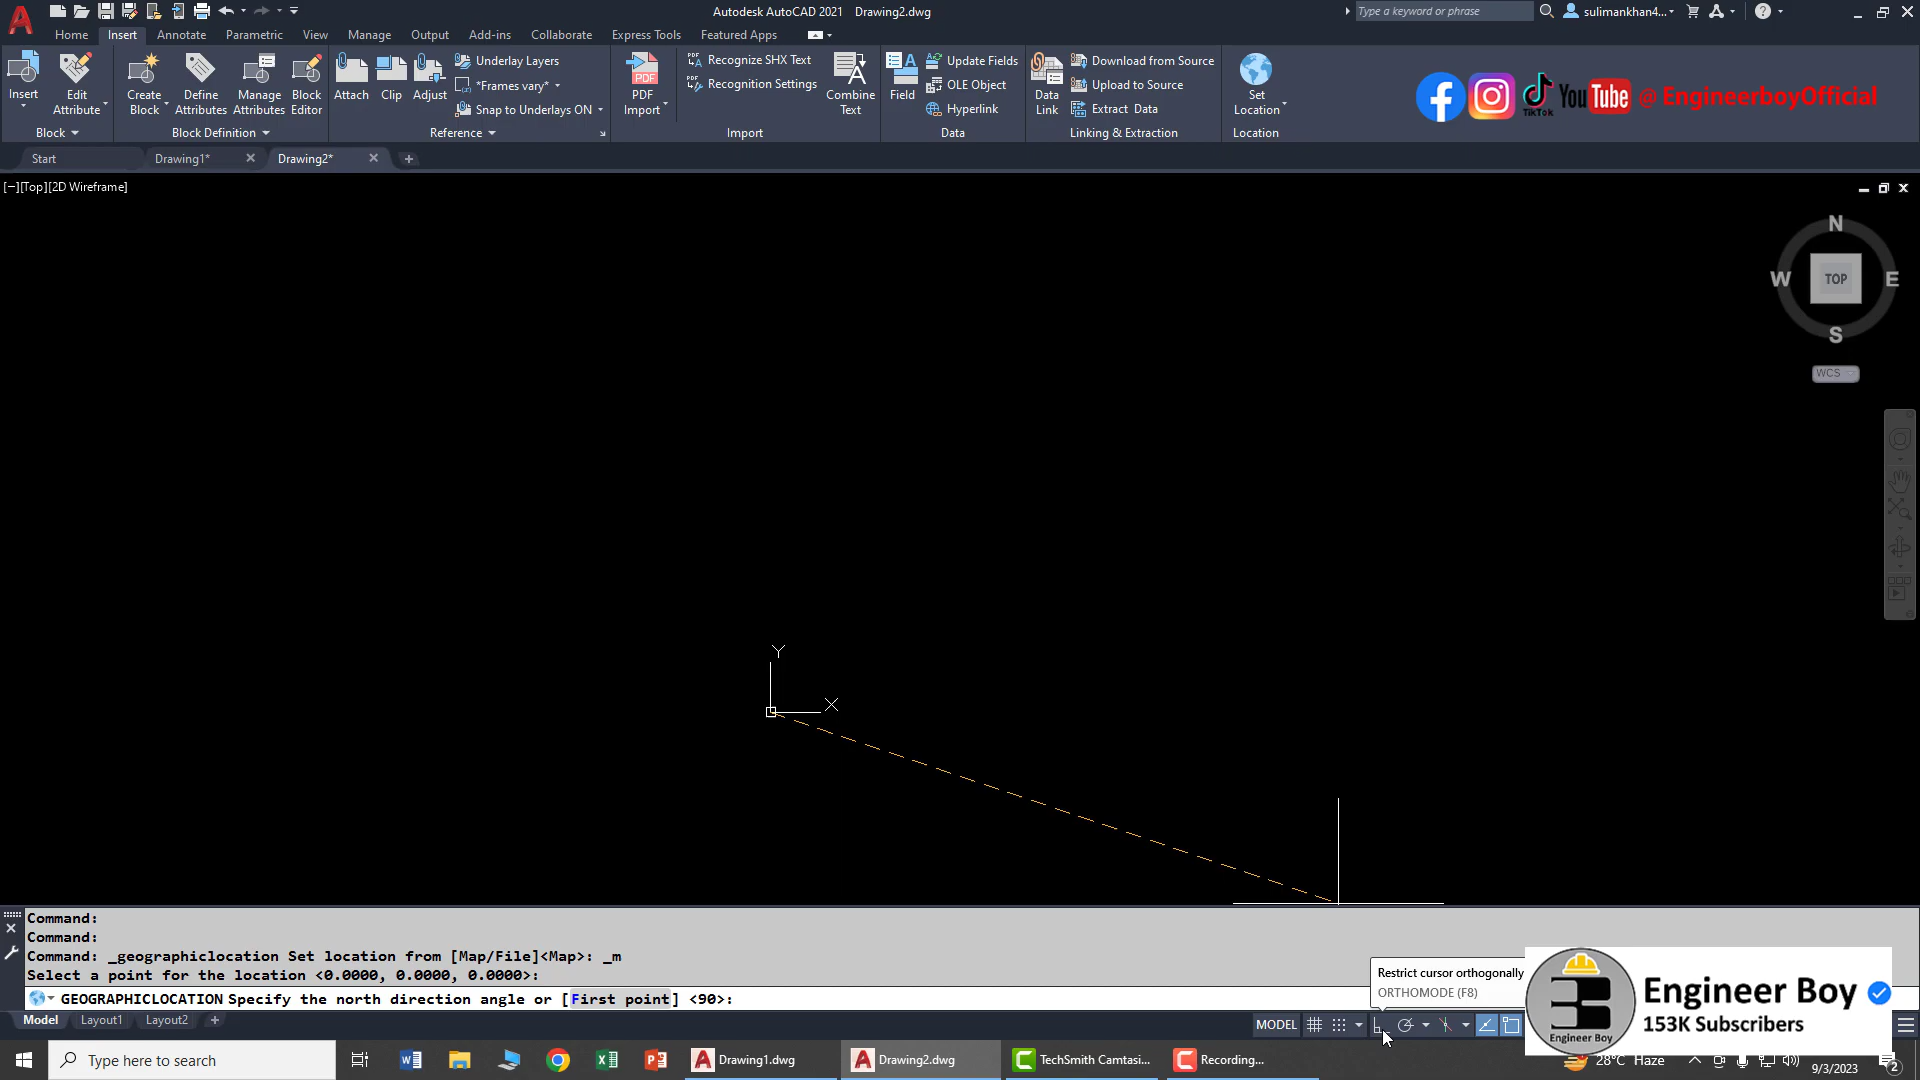 Autodesk AutoCAD 2021 Drawing2.dwg
Type a keyword or phrase
sulimankhan4...
Home Insert Annotate Parametric View Manage Output Add-ins Collaborate Express Tools Featured Apps
Insert
Edit Attribute
Create Block
Define Attributes
Manage Attributes
Block Editor
Attach
Clip
Adjust
Underlay Layers
*Frames vary*
Snap to Underlays ON
PDF
PDF Import
Recognize SHX Text
Recognition Settings
Combine Text
Field
Update Fields
OLE Object
Hyperlink
Data Link
Download from Source
Upload to Source
Extract Data
Set Location
TikTok
YouTube
@ EngineerboyOfficial
Block Block Definition Reference Import Data Linking & Extraction Location
Start Drawing1* Drawing2*
[−][Top][2D Wireframe]
N
W TOP E
S
WCS
Y
X
Command:
Command:
Command: _geographiclocation Set location from [Map/File]<Map>: _m
Select a point for the location <0.0000, 0.0000, 0.0000>:
GEOGRAPHICLOCATION Specify the north direction angle or [First point] <90>:
Restrict cursor orthogonally
ORTHOMODE (F8)
Model Layout1 Layout2
MODEL
Engineer Boy
Engineer Boy
153K Subscribers
Type here to search
Drawing1.dwg
Drawing2.dwg
TechSmith Camtasi...
Recording...
28°C Haze
9/3/2023
2